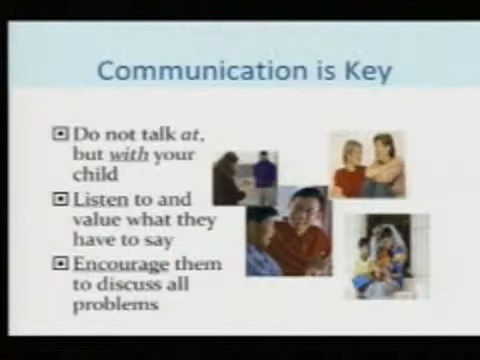 Communication is Key
Do not talk at,
but with your
child
Listen to and
value what they
have to say
Encourage them
to discuss all
problems